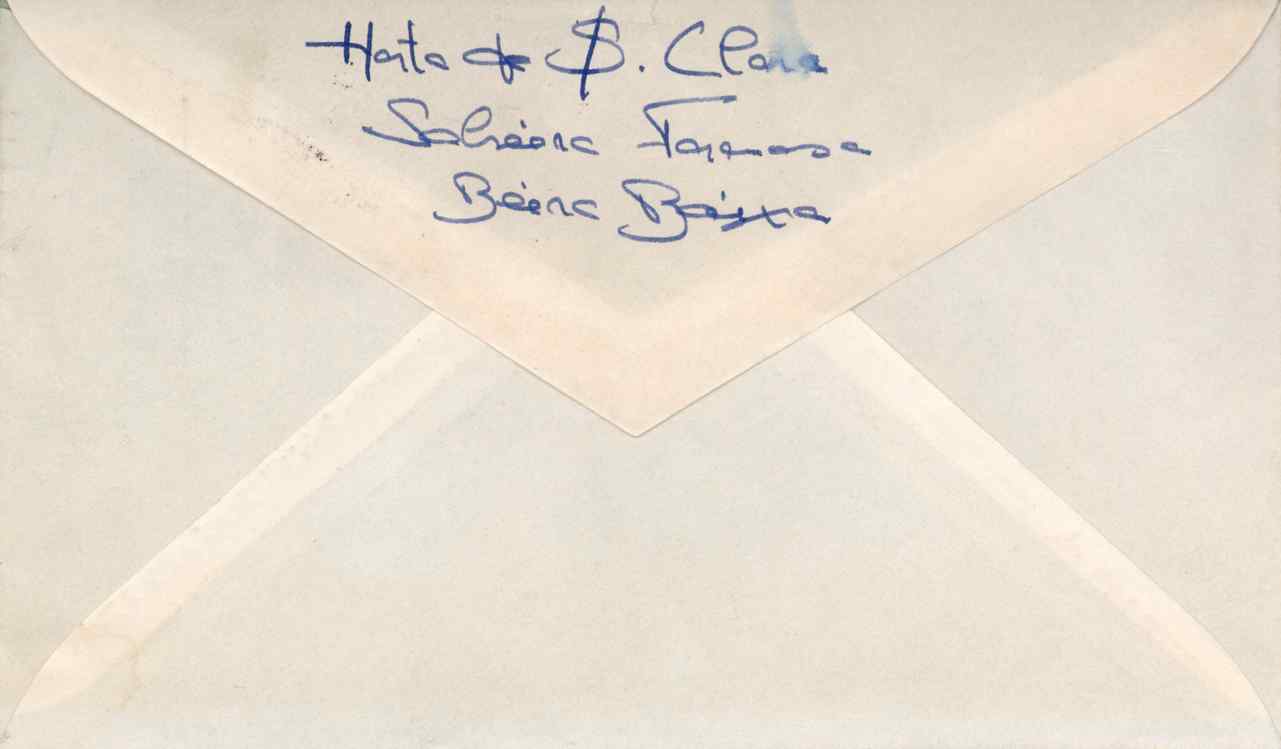 Horta de S. Clara
Sobreira Formosa
Beira Baixa